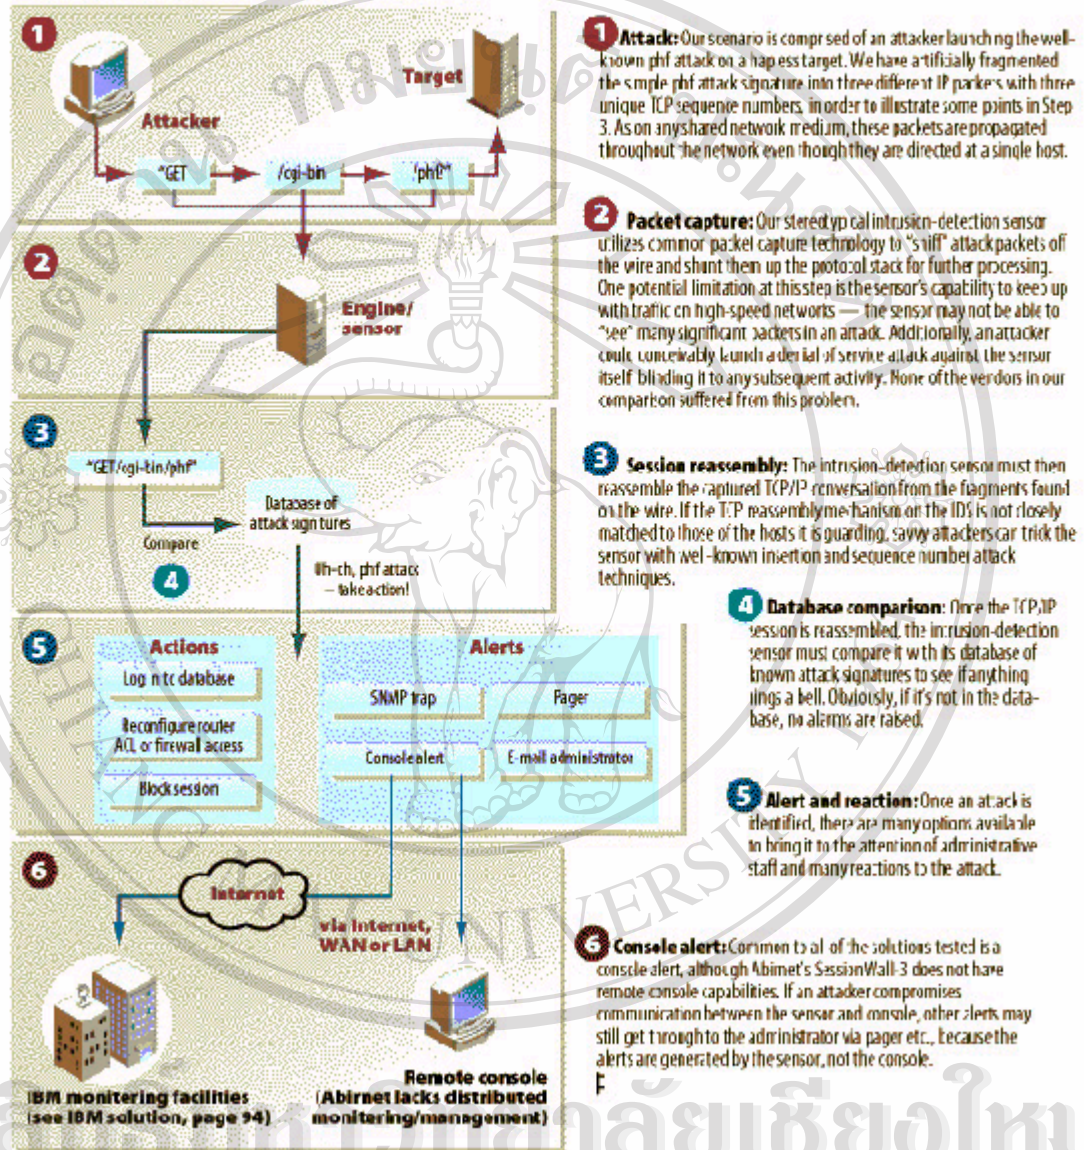 1
Attacker
Target
"GET
/cgi-bin
/phf"
1 Attack: Our scenario is comprised of an attacker launching the well-
known phf attack on a hapless target. We have artificially fragmented
the simple phf attack signature into three different IP packets with three
unique TCP sequence numbers, in order to illustrate some points in Step
3. As on any shared network medium, these packets are propagated
throughout the network even though they are directed at a single host.
2
Engine/
sensor
2 Packet capture: Our stereotypical intrusion-detection sensor
utilizes common packet capture technology to "sniff" attack packets off
the wire and shunt them up the protocol stack for further processing.
One potential limitation at this step is the sensor's capability to keep up
with traffic on high-speed networks — the sensor may not be able to
"see" many significant packets in an attack. Additionally, an attacker
could conceivably launch a denial of service attack against the sensor
itself blinding it to any subsequent activity. None of the vendors in our
comparison suffered from this problem.
3
"GET/cgi-bin/phf"
Compare
4
Database of
attack signtures
Uh-oh, phf attack
— take action!
3 Session reassembly: The intrusion-detection sensor must then
reassemble the captured TCP/IP conversation from the fragments found
on the wire. If the TCP reassembly mechanism on the IDS is not closely
matched to those of the hosts it is guarding, savvy attackers can trick the
sensor with well-known insertion and sequence number attack
techniques.
4 Database comparison: Once the TCP/IP
session is reassembled, the intrusion-detection
sensor must compare it with its database of
known attack signatures to see if anything
rings a bell. Obviously, if it's not in the data-
base, no alarms are raised.
5
Actions
Log in to database
Reconfigure router
ACL or firewall access
Block session
Alerts
SNMP trap
Pager
Console alert
E-mail administrator
5 Alert and reaction: Once an attack is
identified, there are many options available
to bring it to the attention of administrative
staff and many reactions to the attack.
6
Internet
via Internet,
WAN or LAN
IBM monitering facilities
(see IBM solution, page 94)
Remote console
(Abirnet lacks distributed
monitering/management)
6 Console alert: Common to all of the solutions tested is a
console alert, although Abirnet's SessionWall-3 does not have
remote console capabilities. If an attacker compromises
communication between the sensor and console, other alerts may
still get through to the administrator via pager etc., because the
alerts are generated by the sensor, not the console.
F